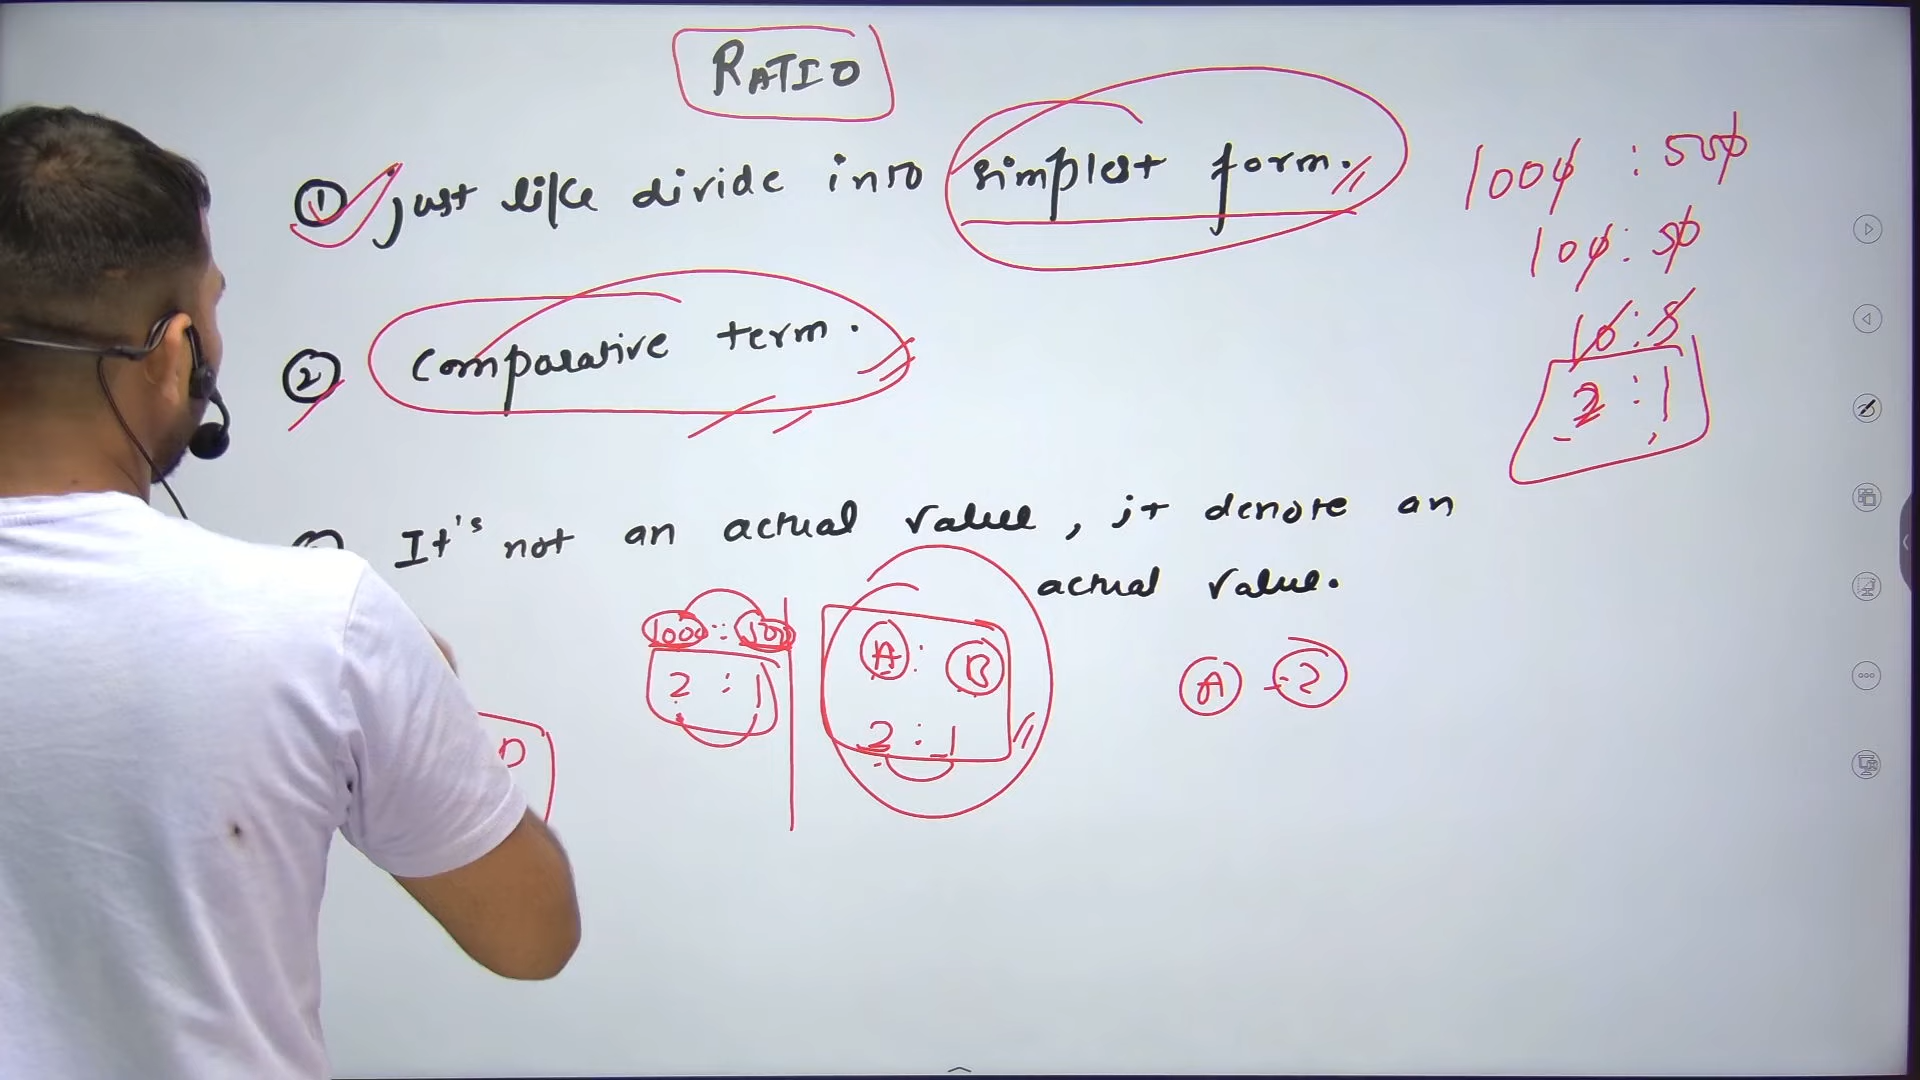 RATIO
① just like divide into simplest form.
1000 : 500
100 : 50
10 : 5
2 : 1
② Comparative term.
It's not an actual value, it denote an
actual value.
1000 : 500
2 : 1
A : B
2 : 1
A - 2
D